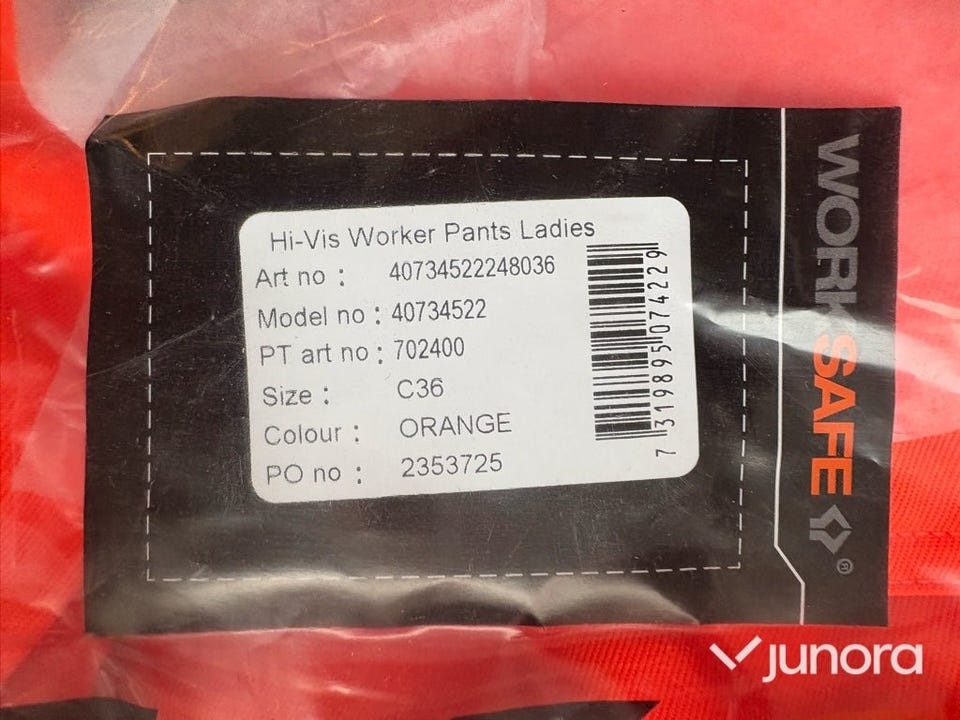 Hi-Vis Worker Pants Ladies
Art no : 40734522248036
Model no : 40734522
PT art no : 702400
Size : C36
Colour : ORANGE
PO no : 2353725
7 319895 074229
WORKSAFE ®
junora